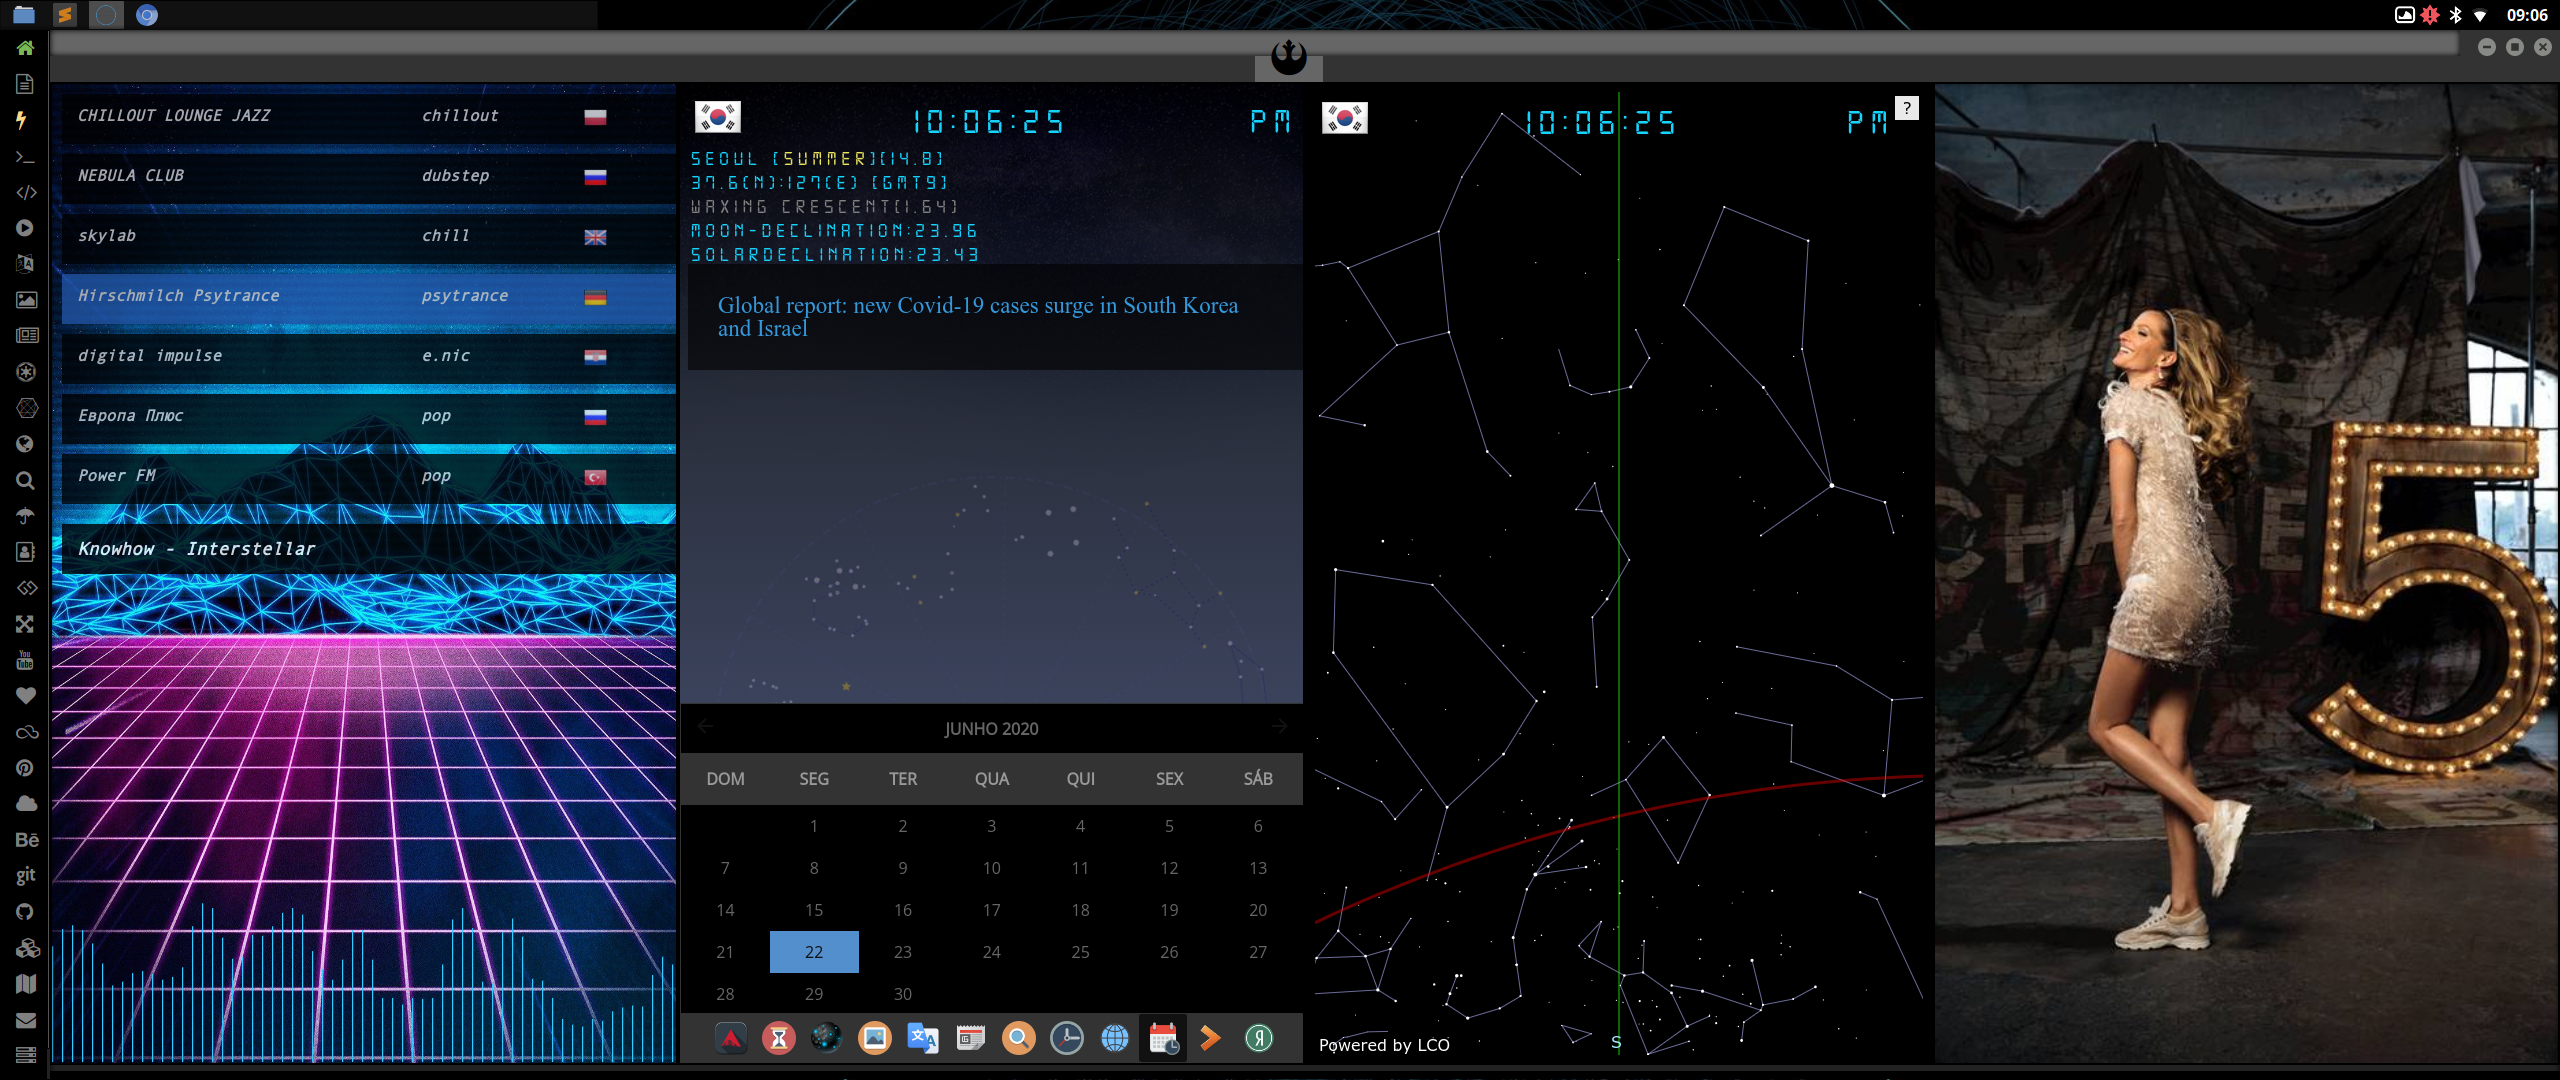 09:06
CHILLOUT LOUNGE JAZZ chillout
NEBULA CLUB dubstep
skylab chill
Hirschmilch Psytrance psytrance
digital impulse e.nic
Европа Плюс pop
Power FM pop
Knowhow - Interstellar
10:06:25 PM
SEOUL [SUMMER][14.8]
37.6(N):127(E) [GMT9]
WAXING CRESCENT(1.64)
MOON-DECLINATION:23.96
SOLARDECLINATION:23.43
Global report: new Covid-19 cases surge in South Korea
and Israel
JUNHO 2020
DOM SEG TER QUA QUI SEX SÁB
1 2 3 4 5 6
7 8 9 10 11 12 13
14 15 16 17 18 19 20
21 22 23 24 25 26 27
28 29 30
10:06:25 PM
?
S
Powered by LCO
5
You
Tube
Bē
git